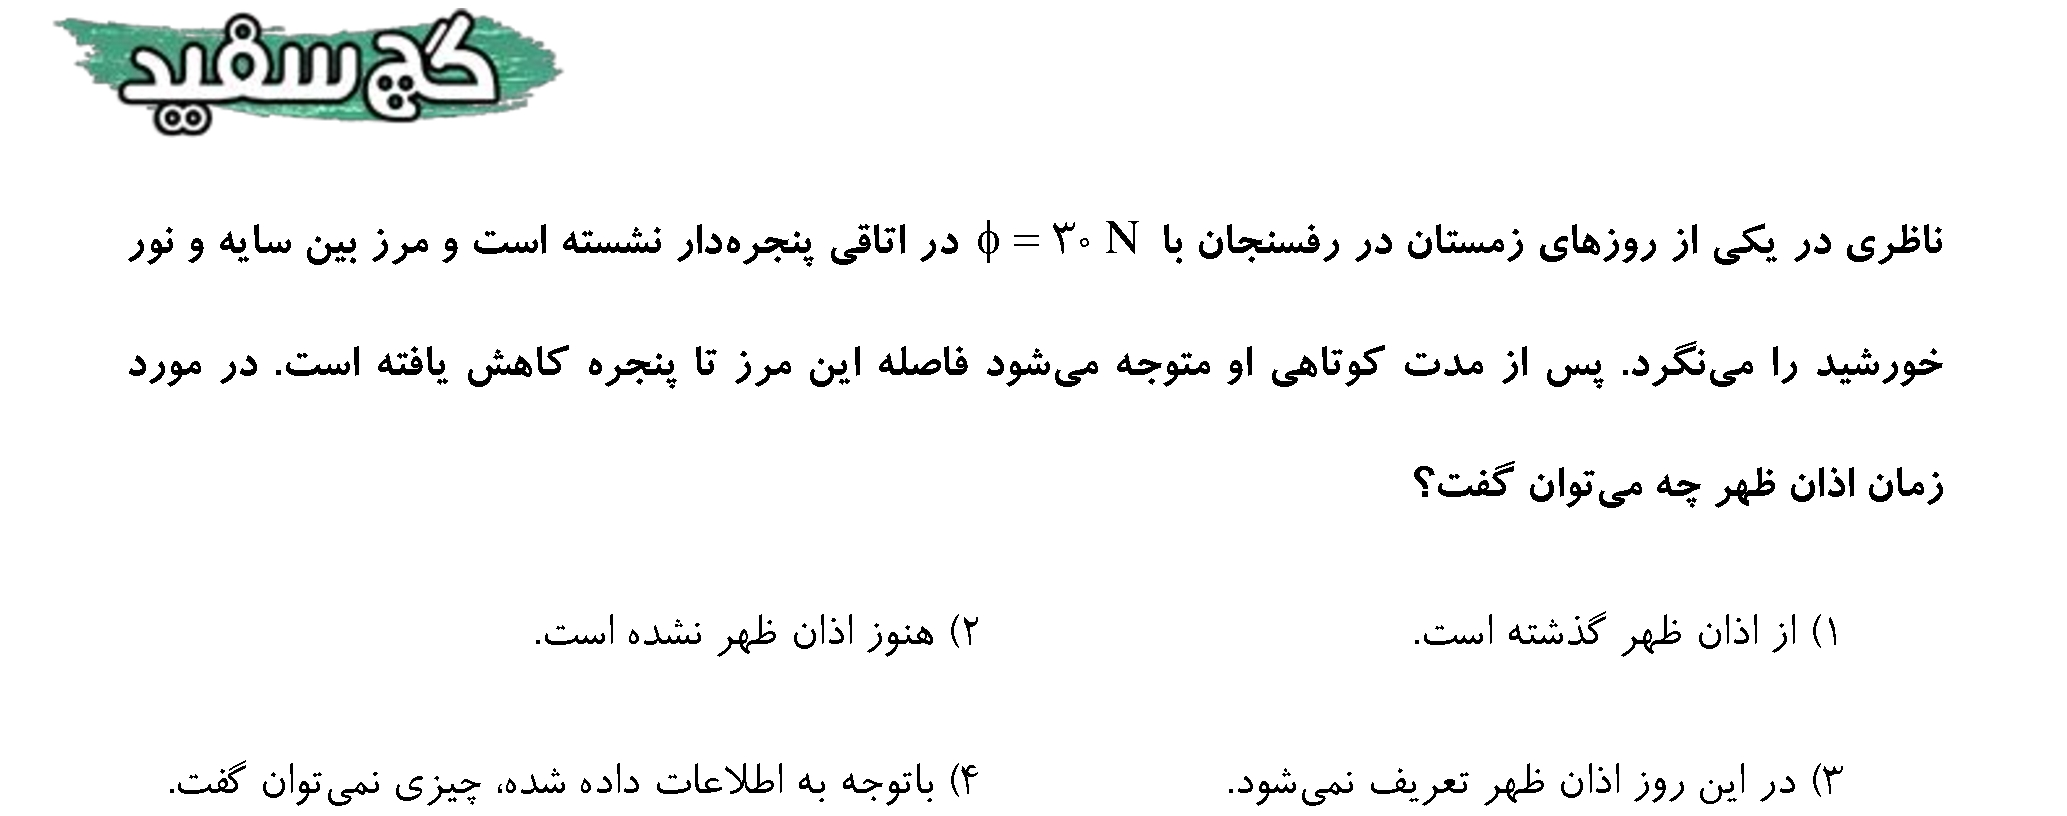 گچ سفید
ناظری در یکی از روزهای زمستان در رفسنجان با ϕ = ۳۰ N در اتاقی پنجره‌دار نشسته است و مرز بین سایه و نور
خورشید را می‌نگرد. پس از مدت کوتاهی او متوجه می‌شود فاصله این مرز تا پنجره کاهش یافته است. در مورد
زمان اذان ظهر چه می‌توان گفت؟
۱) از اذان ظهر گذشته است. ۲) هنوز اذان ظهر نشده است.
۳) در این روز اذان ظهر تعریف نمی‌شود. ۴) باتوجه به اطلاعات داده شده، چیزی نمی‌توان گفت.